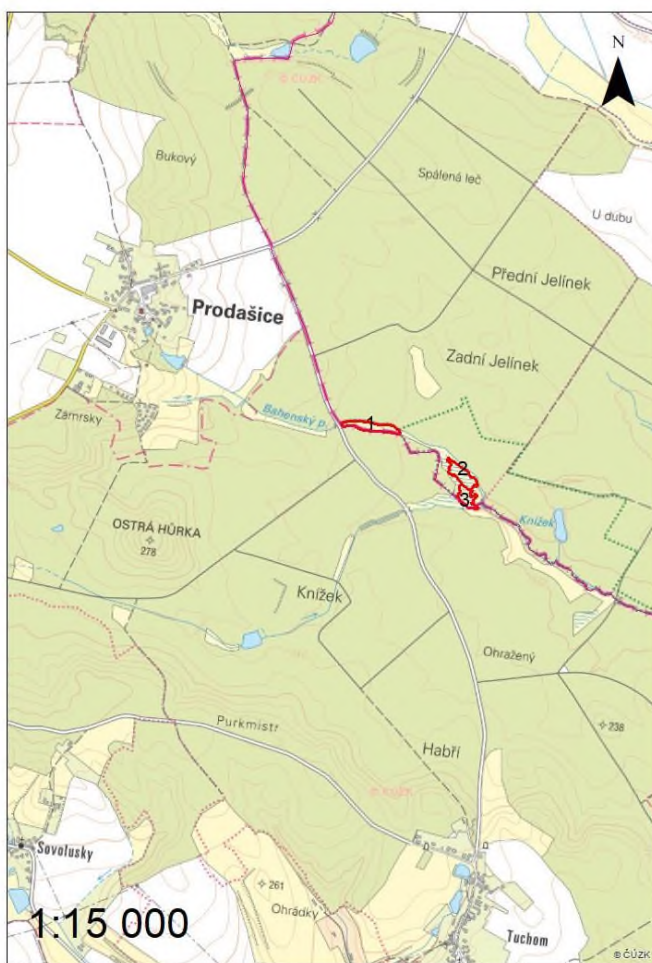 N
© ČÚZK
Bukový
Spálená leč
U dubu
Přední Jelínek
Prodašice
Zadní Jelínek
Zámrsky
Bahenský p.
1
2
3
Knížek
OSTRÁ HŮRKA
278
Knížek
Ohražený
Purkmistr
238
Habří
© ČÚZK
Sovolusky
261
Ohrádky
1:15 000
Tuchom
© ČÚZK